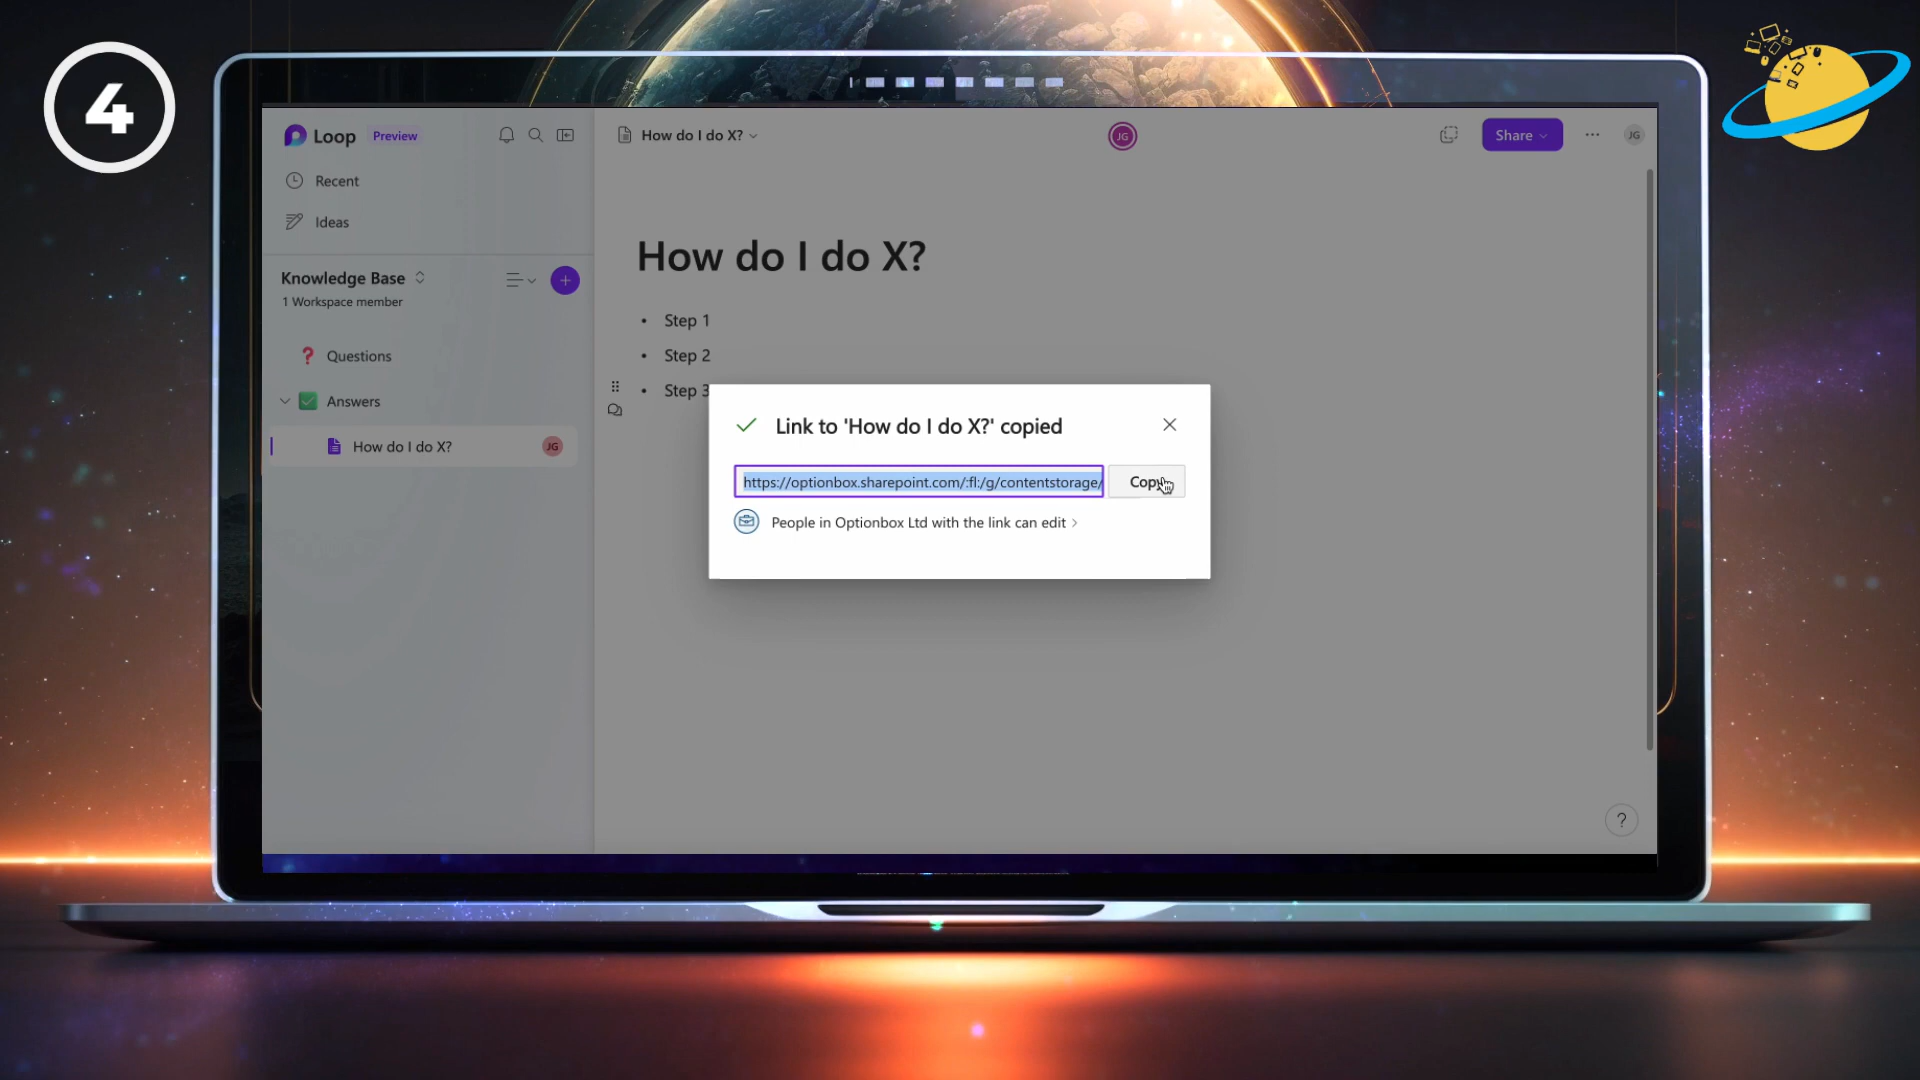 4
Loop Preview
Recent
Ideas
Knowledge Base
1 Workspace member
Questions
Answers
How do I do X? JG
How do I do X?
JG
Share
JG
How do I do X?
• Step 1
• Step 2
• Step 3
Link to 'How do I do X?' copied
https://optionbox.sharepoint.com/:fl:/g/contentstorage/
Copy
People in Optionbox Ltd with the link can edit
?